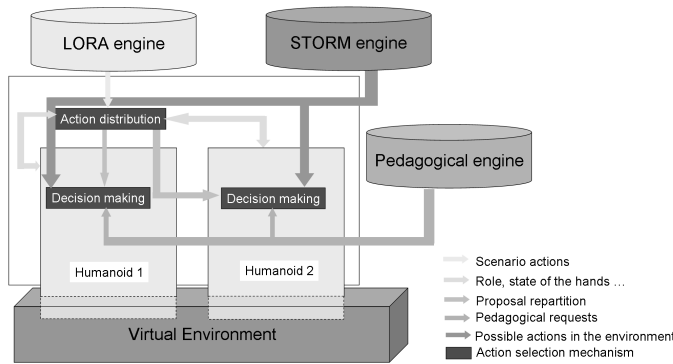 LORA engine
STORM engine
Action distribution
Pedagogical engine
Decision making
Decision making
Humanoid 1
Humanoid 2
Virtual Environment
Scenario actions
Role, state of the hands ...
Proposal repartition
Pedagogical requests
Possible actions in the environment
Action selection mechanism